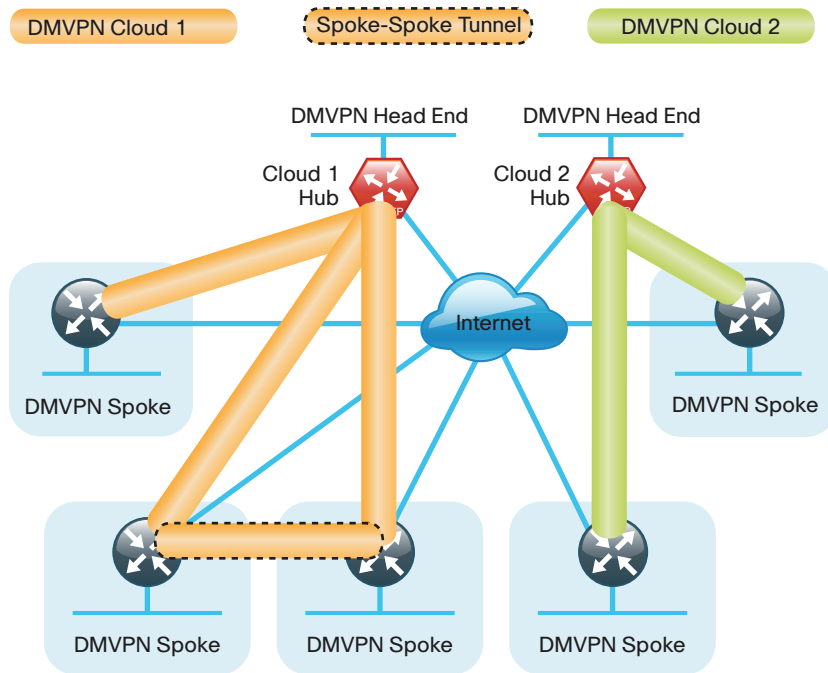 DMVPN Cloud 1
Spoke-Spoke Tunnel
DMVPN Cloud 2
DMVPN Head End
DMVPN Head End
Cloud 1
Hub
Cloud 2
Hub
Internet
DMVPN Spoke
DMVPN Spoke
DMVPN Spoke
DMVPN Spoke
DMVPN Spoke